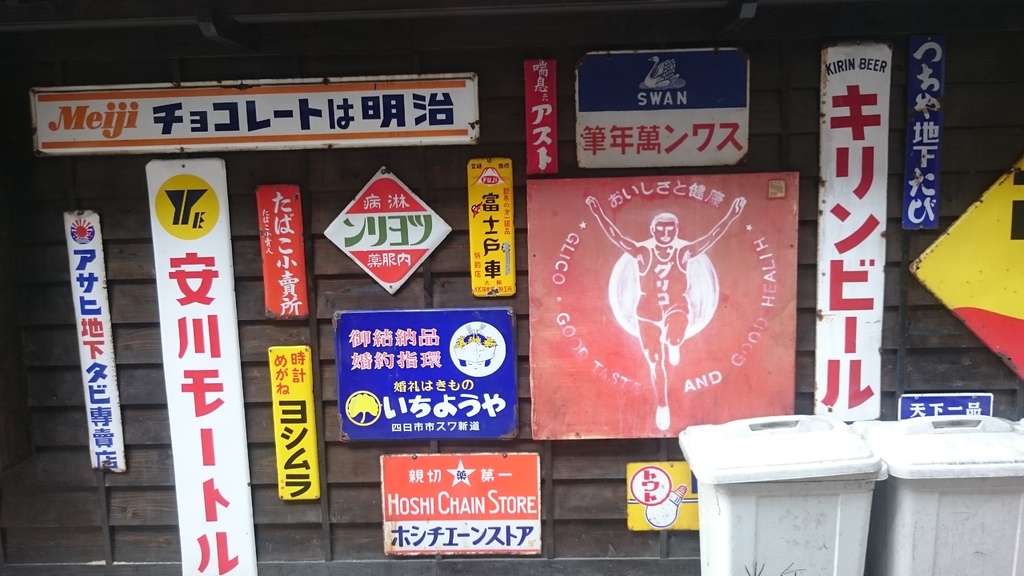 Meiji チョコレートは明治
喘息にアスト
SWAN
筆年萬ンワス
KIRIN BEER
キリンビール
つちや地下たび
アサヒ地下タビ専賣店
安川モートル
たばこ小賣所
病淋
ンリヨツ
薬服内
FUJI
富士戸車
おいしさと健康
グリコ
GLICO・GOOD TASTE AND GOOD HEALTH
御結納品
婚約指環
婚礼はきもの
いちようや
四日市市スワ新道
時計
めがね
ヨシムラ
親切 薬 第一
HOSHI CHAIN STORE
ホシチエーンストア
トワト
天下一品